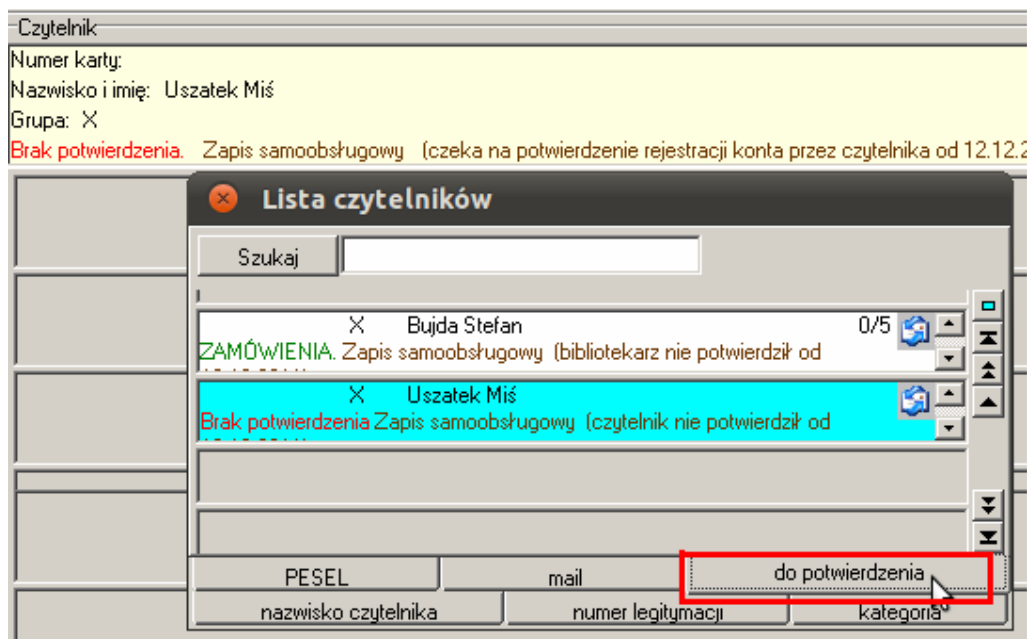 Czytelnik
Numer karty:
Nazwisko i imię: Uszatek Miś
Grupa: X
Brak potwierdzenia. Zapis samoobsługowy (czeka na potwierdzenie rejestracji konta przez czytelnika od 12.12.2
Lista czytelników
Szukaj
X Bujda Stefan 0/5
ZAMÓWIENIA. Zapis samoobsługowy (bibliotekarz nie potwierdził od
X Uszatek Miś
Brak potwierdzenia Zapis samoobsługowy (czytelnik nie potwierdził od
PESEL mail do potwierdzenia
nazwisko czytelnika numer legitymacji kategoria